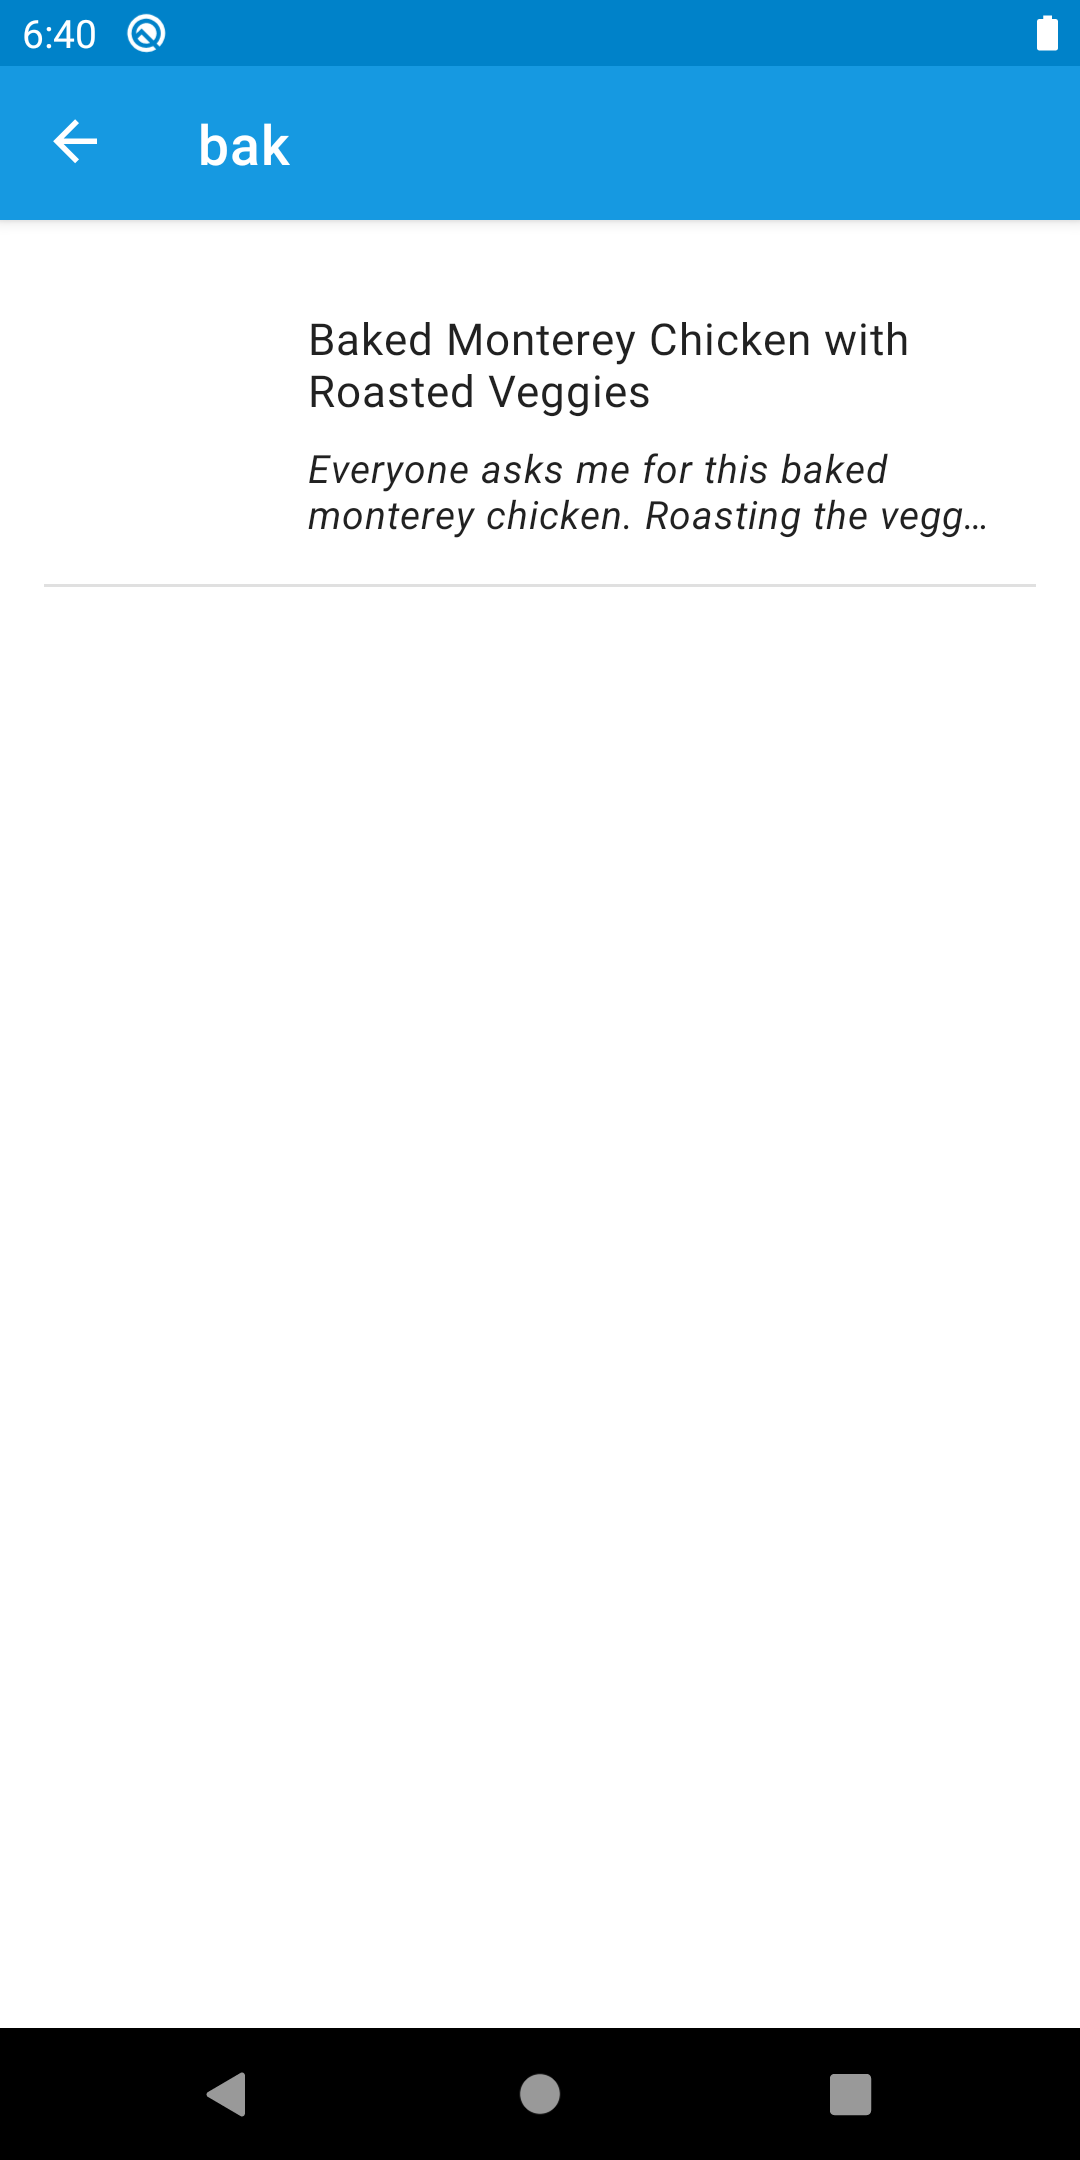 6:40
bak
Baked Monterey Chicken with
Roasted Veggies
Everyone asks me for this baked
monterey chicken. Roasting the vegg…